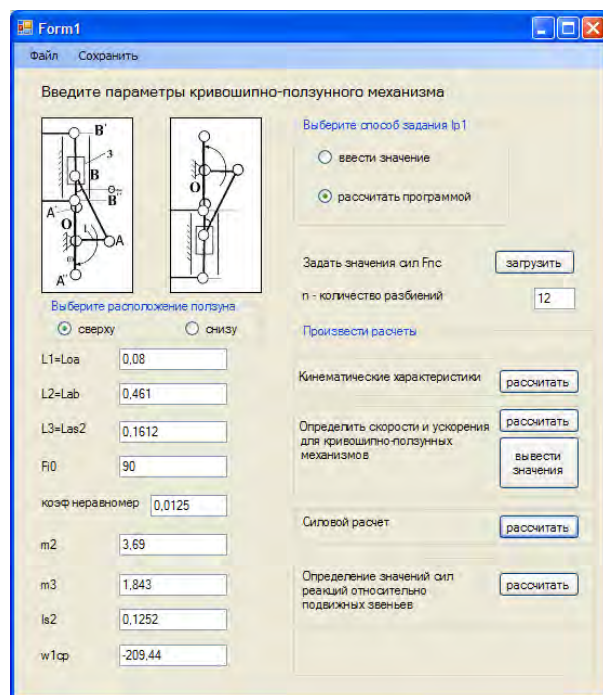 Form1
Файл Сохранить
Введите параметры кривошипно-ползунного механизма
B'
3
B
B"
A'
O
A
A"
O
Выберите расположение ползуна
сверху
снизу
L1=Loa
0,08
L2=Lab
0,461
L3=Las2
0,1612
Fi0
90
коэф неравномер
0,0125
m2
3,69
m3
1,843
Is2
0,1252
w1ср
-209,44
Выберите способ задания Ip1
ввести значение
рассчитать программой
Задать значения сил Fпс
загрузить
n - количество разбиений
12
Произвести расчеты
Кинематические характеристики
рассчитать
Определить скорости и ускорения
для кривошипно-ползунных
механизмов
рассчитать
вывести
значения
Силовой расчет
рассчитать
Определение значений сил
реакций относительно
подвижных звеньев
рассчитать